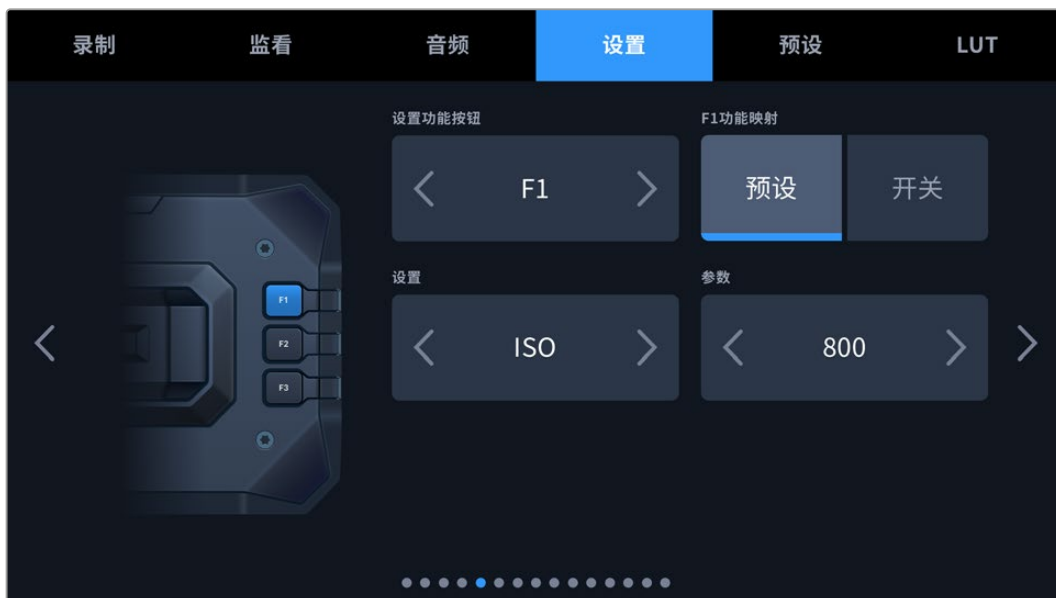 录制 监看 音频 设置 预设 LUT
设置功能按钮 F1功能映射
F1 预设 开关
设置 参数
ISO 800
F1
F2
F3